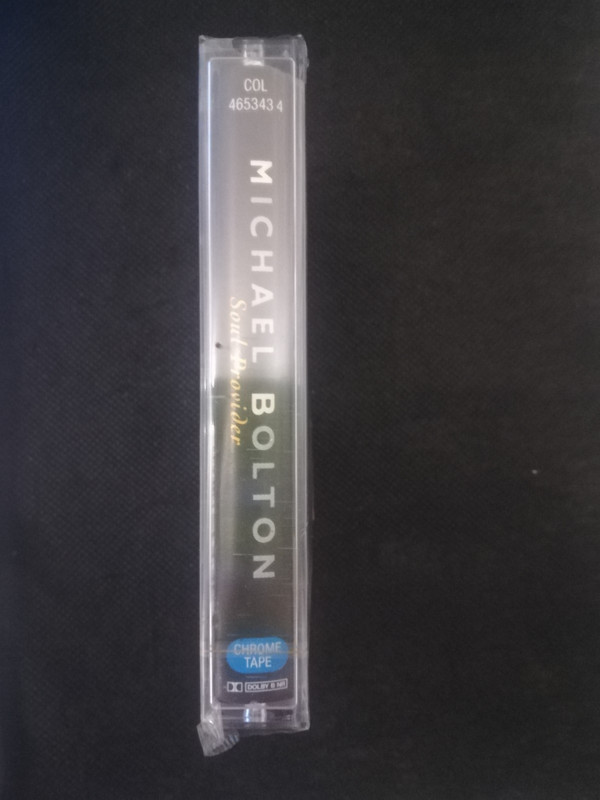 COL
465343 4
MICHAEL BOLTON
Soul Provider
CHROME
TAPE
DOLBY B NR